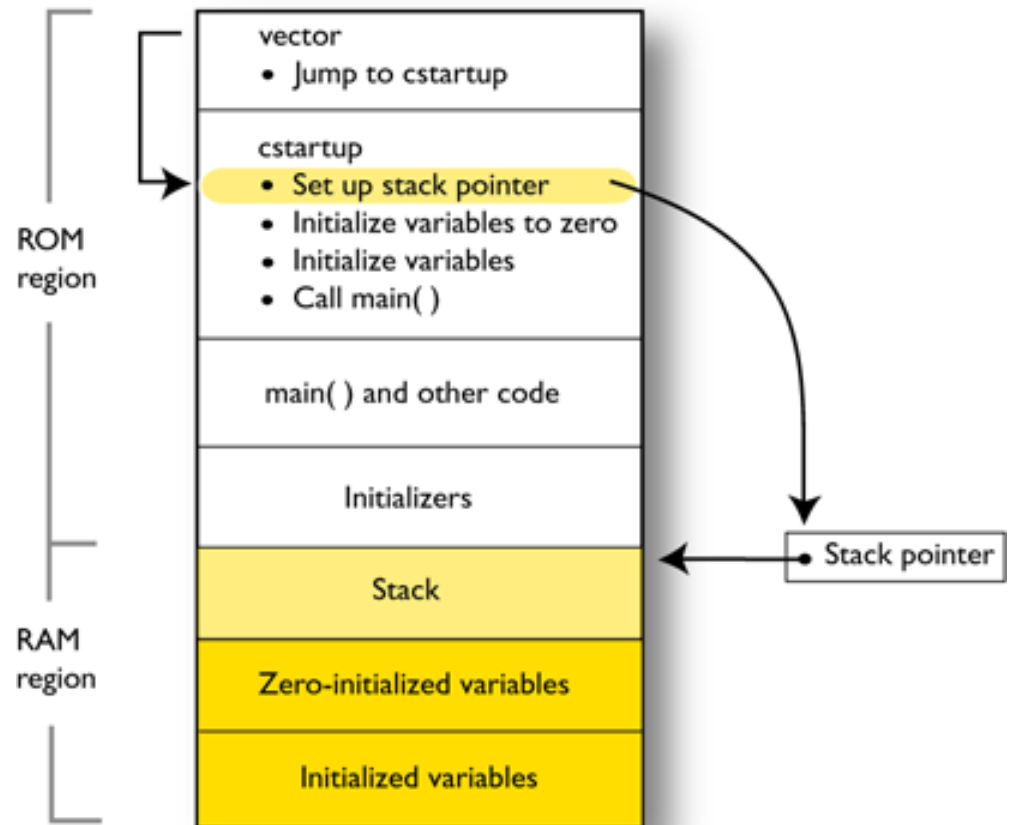 vector
• Jump to cstartup
cstartup
• Set up stack pointer
• Initialize variables to zero
• Initialize variables
• Call main( )
ROM
region
main( ) and other code
Initializers
Stack pointer
Stack
RAM
region
Zero-initialized variables
Initialized variables